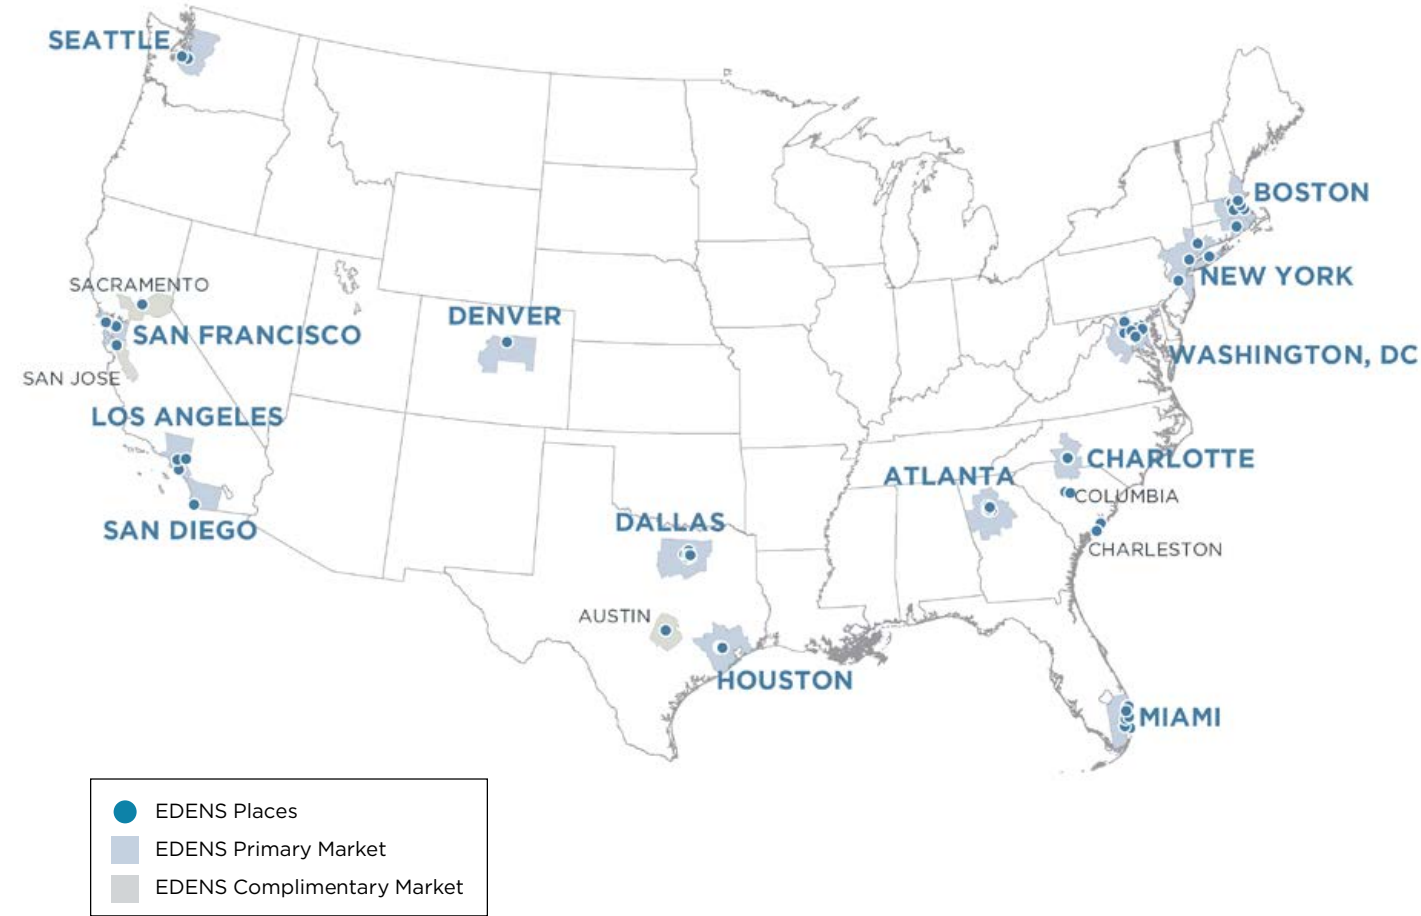 SEATTLE
BOSTON
NEW YORK
SACRAMENTO
DENVER
SAN FRANCISCO
WASHINGTON, DC
SAN JOSE
LOS ANGELES
CHARLOTTE
ATLANTA
COLUMBIA
DALLAS
SAN DIEGO
CHARLESTON
AUSTIN
HOUSTON
MIAMI
EDENS Places
EDENS Primary Market
EDENS Complimentary Market